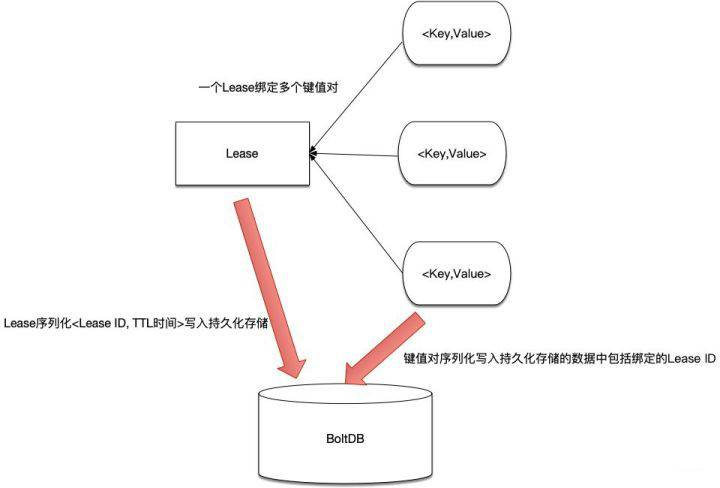 <Key,Value>
一个Lease绑定多个键值对
Lease
<Key,Value>
<Key,Value>
Lease序列化<Lease ID, TTL时间>写入持久化存储
键值对序列化写入持久化存储的数据中包括绑定的Lease ID
BoltDB